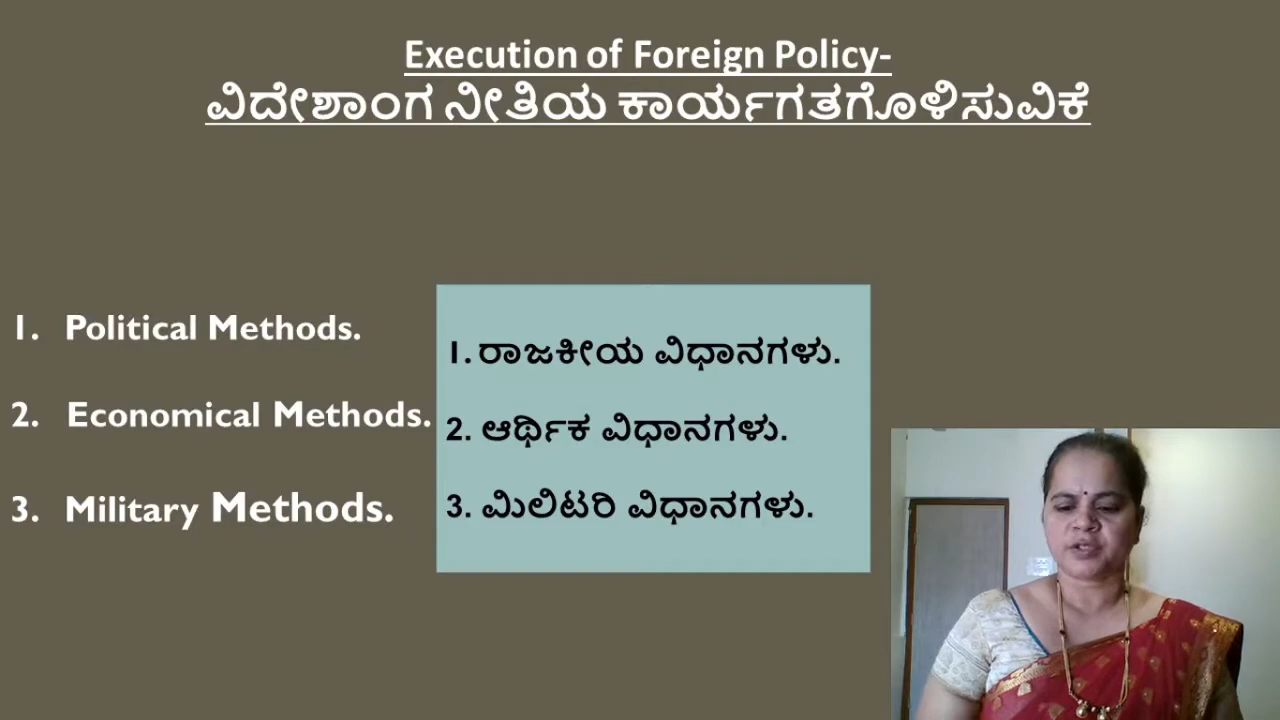 Execution of Foreign Policy-
ವಿದೇಶಾಂಗ ನೀತಿಯ ಕಾರ್ಯಗತಗೊಳಿಸುವಿಕೆ
1. Political Methods.
2. Economical Methods.
3. Military Methods.
1. ರಾಜಕೀಯ ವಿಧಾನಗಳು.
2. ಆರ್ಥಿಕ ವಿಧಾನಗಳು.
3. ಮಿಲಿಟರಿ ವಿಧಾನಗಳು.